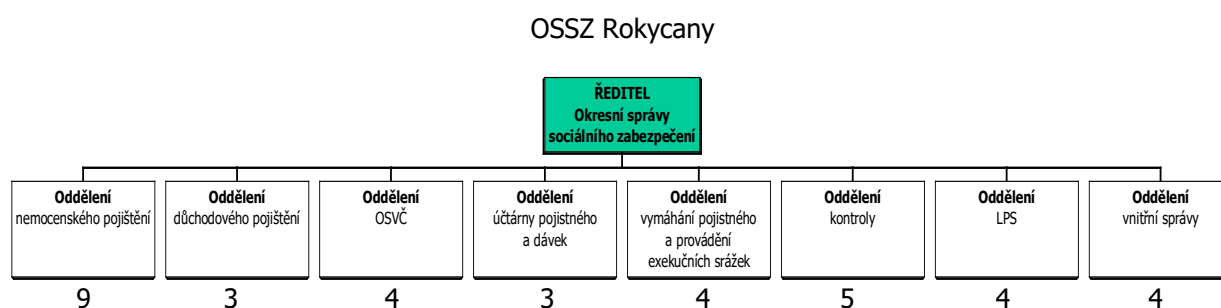 OSSZ Rokycany
ŘEDITEL
Okresní správy
sociálního zabezpečení
Oddělení
nemocenského pojištění
Oddělení
důchodového pojištění
Oddělení
OSVČ
Oddělení
účtárny pojistného
a dávek
Oddělení
vymáhání pojistného
a provádění
exekučních srážek
Oddělení
kontroly
Oddělení
LPS
Oddělení
vnitřní správy
9
3
4
3
4
5
4
4